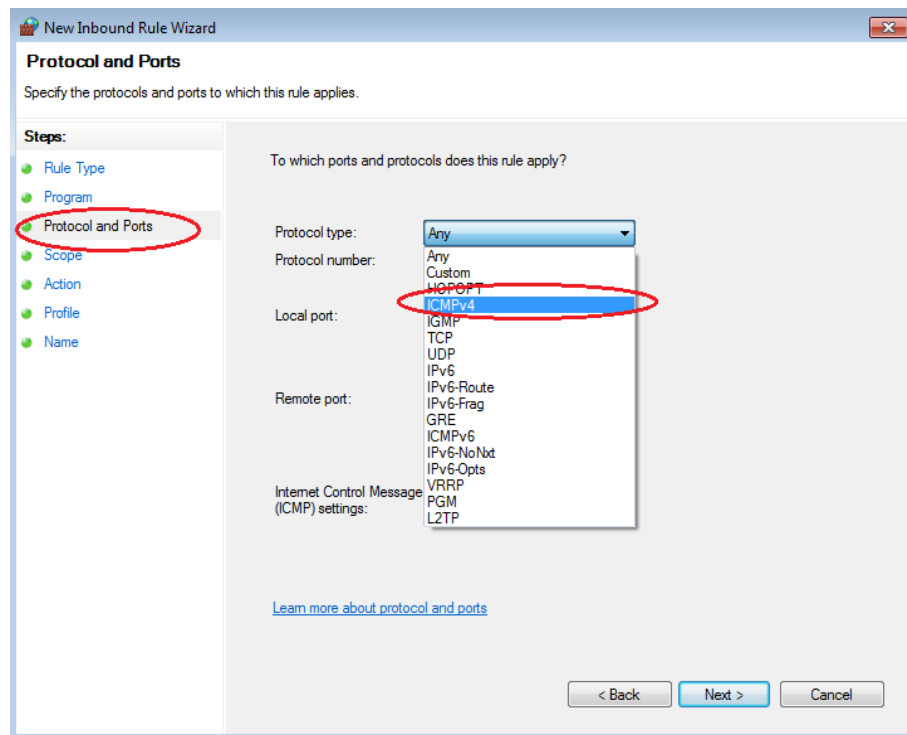 New Inbound Rule Wizard
Protocol and Ports
Specify the protocols and ports to which this rule applies.
Steps:
Rule Type
Program
Protocol and Ports
Scope
Action
Profile
Name
To which ports and protocols does this rule apply?
Protocol type:
Any
Protocol number:
Any
Custom
HOPOPT
ICMPv4
Local port:
IGMP
TCP
UDP
IPv6
IPv6-Route
Remote port:
IPv6-Frag
GRE
ICMPv6
IPv6-NoNxt
IPv6-Opts
Internet Control Message
(ICMP) settings:
VRRP
PGM
L2TP
Learn more about protocol and ports
< Back
Next >
Cancel